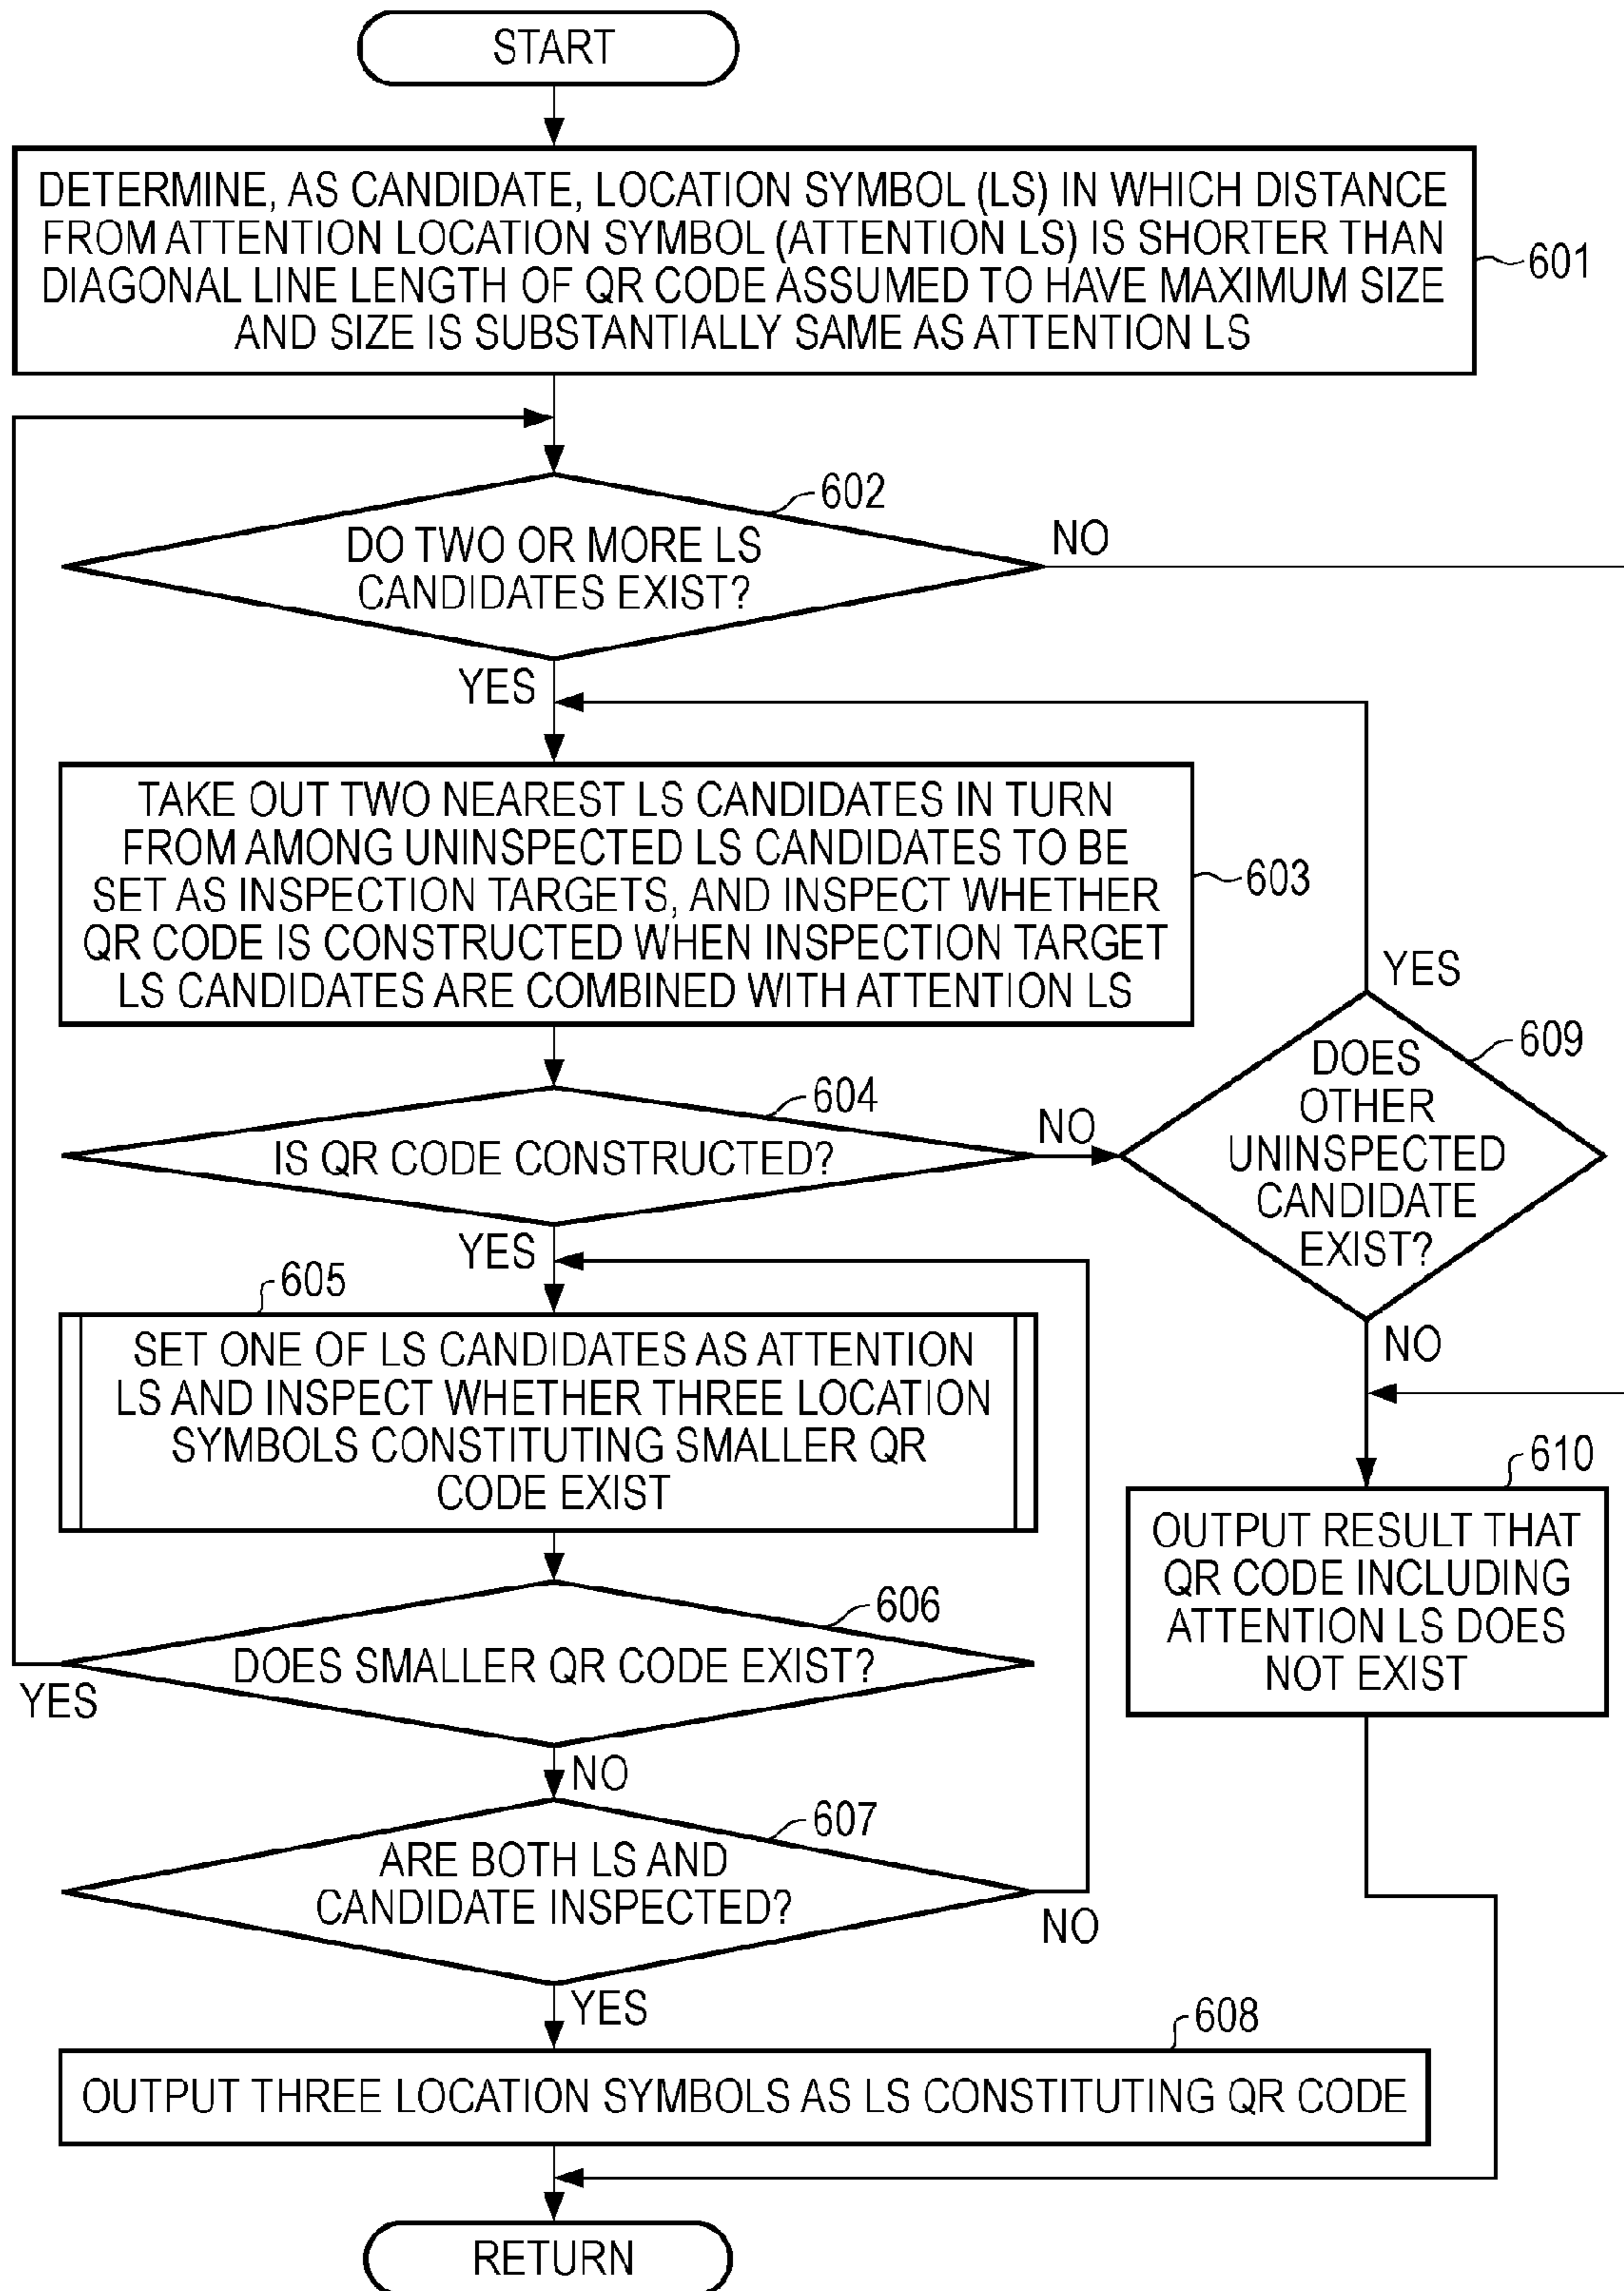 START
DETERMINE, AS CANDIDATE, LOCATION SYMBOL (LS) IN WHICH DISTANCE
FROM ATTENTION LOCATION SYMBOL (ATTENTION LS) IS SHORTER THAN
DIAGONAL LINE LENGTH OF QR CODE ASSUMED TO HAVE MAXIMUM SIZE
AND SIZE IS SUBSTANTIALLY SAME AS ATTENTION LS
601
602
DO TWO OR MORE LS
CANDIDATES EXIST?
NO
YES
TAKE OUT TWO NEAREST LS CANDIDATES IN TURN
FROM AMONG UNINSPECTED LS CANDIDATES TO BE
SET AS INSPECTION TARGETS, AND INSPECT WHETHER
QR CODE IS CONSTRUCTED WHEN INSPECTION TARGET
LS CANDIDATES ARE COMBINED WITH ATTENTION LS
603
604
IS QR CODE CONSTRUCTED?
NO
YES
YES
609
DOES
OTHER
UNINSPECTED
CANDIDATE
EXIST?
NO
605
SET ONE OF LS CANDIDATES AS ATTENTION
LS AND INSPECT WHETHER THREE LOCATION
SYMBOLS CONSTITUTING SMALLER QR
CODE EXIST
610
OUTPUT RESULT THAT
QR CODE INCLUDING
ATTENTION LS DOES
NOT EXIST
606
DOES SMALLER QR CODE EXIST?
YES
NO
607
ARE BOTH LS AND
CANDIDATE INSPECTED?
NO
YES
608
OUTPUT THREE LOCATION SYMBOLS AS LS CONSTITUTING QR CODE
RETURN